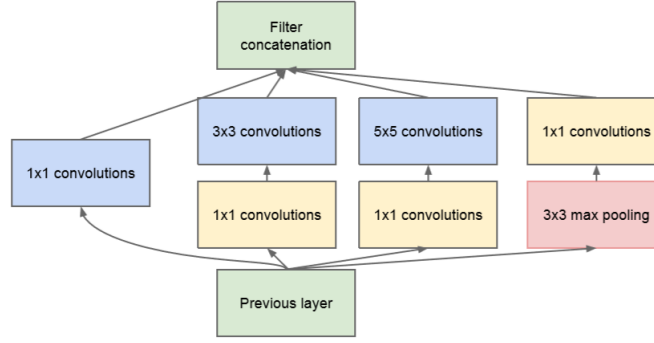 Filter
concatenation
3x3 convolutions
5x5 convolutions
1x1 convolutions
1x1 convolutions
1x1 convolutions
1x1 convolutions
3x3 max pooling
Previous layer